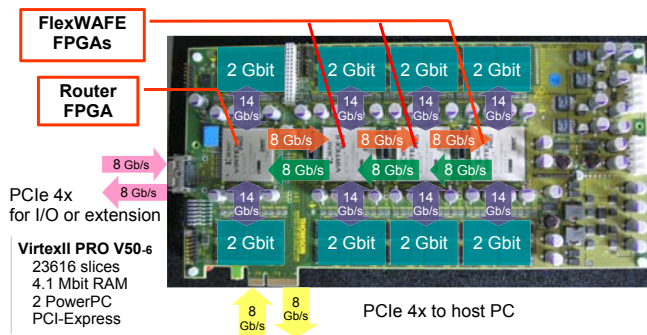 FlexWAFE
FPGAs
Router
FPGA
2 Gbit
2 Gbit
2 Gbit
2 Gbit
14
Gb/s
14
Gb/s
14
Gb/s
14
Gb/s
8 Gb/s
8 Gb/s
8 Gb/s
8 Gb/s
8 Gb/s
8 Gb/s
8 Gb/s
8 Gb/s
PCIe 4x
for I/O or extension
14
Gb/s
14
Gb/s
14
Gb/s
14
Gb/s
2 Gbit
2 Gbit
2 Gbit
2 Gbit
VirtexII PRO V50-6
23616 slices
4.1 Mbit RAM
2 PowerPC
PCI-Express
8
Gb/s
8
Gb/s
PCIe 4x to host PC